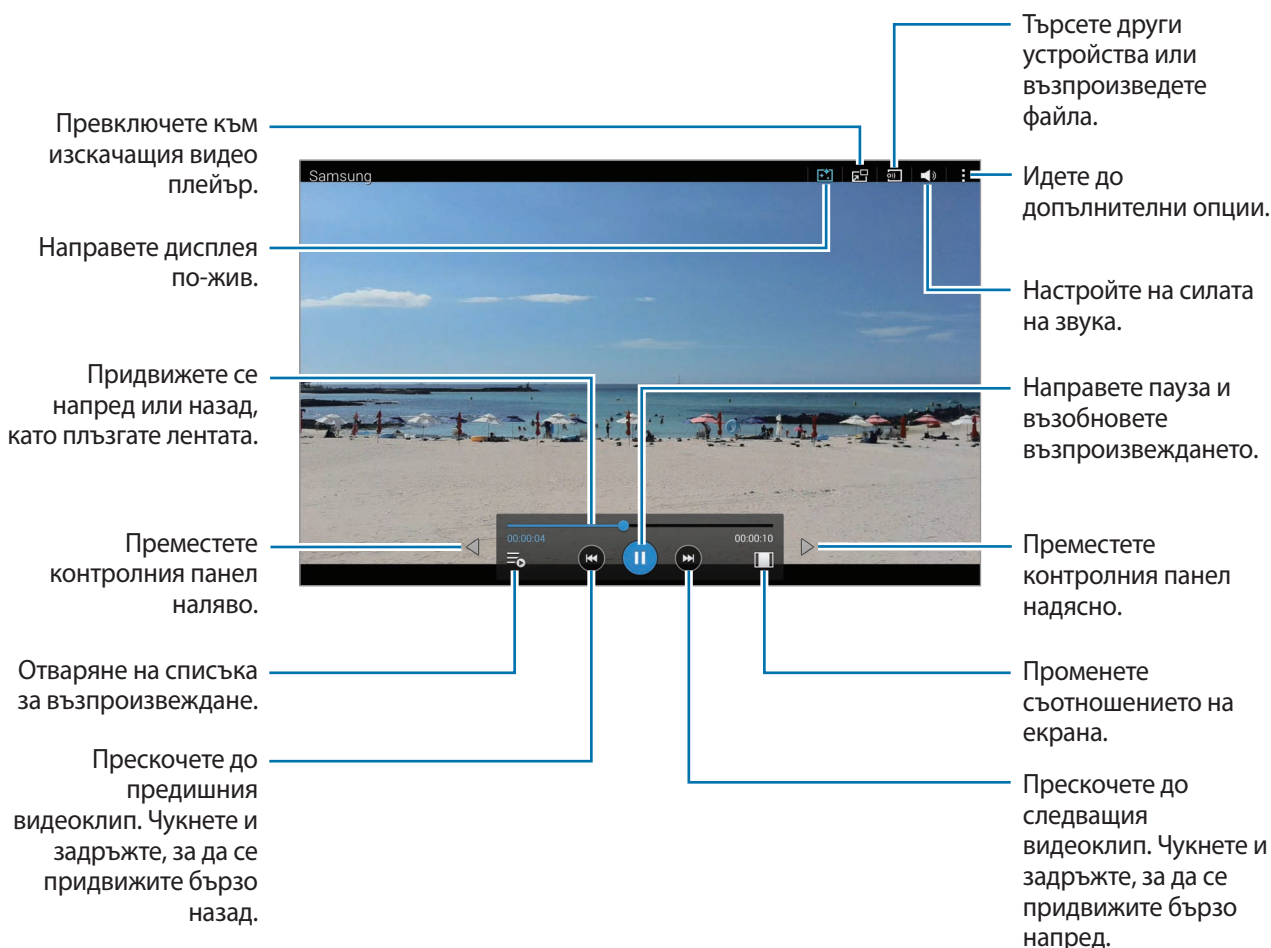 Търсете други
устройства или
възпроизведете
файла.
Превключете към
изскачащия видео
плейър.
Идете до
допълнителни опции.
Samsung
Направете дисплея
по-жив.
Настройте на силата
на звука.
Придвижете се
напред или назад,
като плъзгате лентата.
Направете пауза и
възобновете
възпроизвеждането.
00:00:04
00:00:10
Преместете
контролния панел
наляво.
Преместете
контролния панел
надясно.
Отваряне на списъка
за възпроизвеждане.
Променете
съотношението на
екрана.
Прескочете до
предишния
видеоклип. Чукнете и
задръжте, за да се
придвижите бързо
назад.
Прескочете до
следващия
видеоклип. Чукнете и
задръжте, за да се
придвижите бързо
напред.